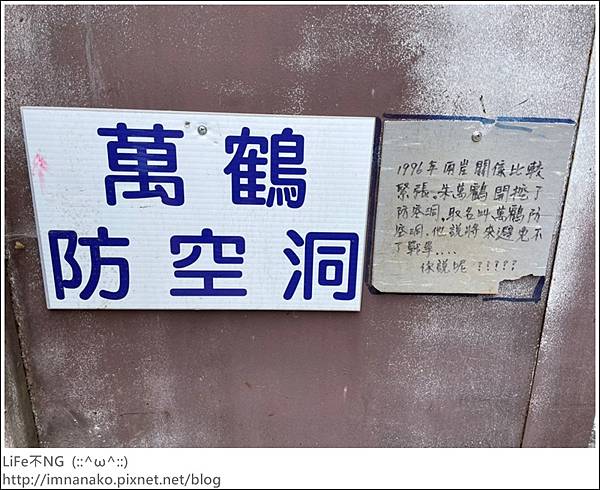 萬鶴
防空洞
1996年兩岸關係比較
緊張，朱萬鶴開挖了
防空洞，取名叫萬鶴防
空洞，他說將來避免不
了戰爭....
你說呢?????
LiFe不NG (::^ω^::)
http://imnanako.pixnet.net/blog